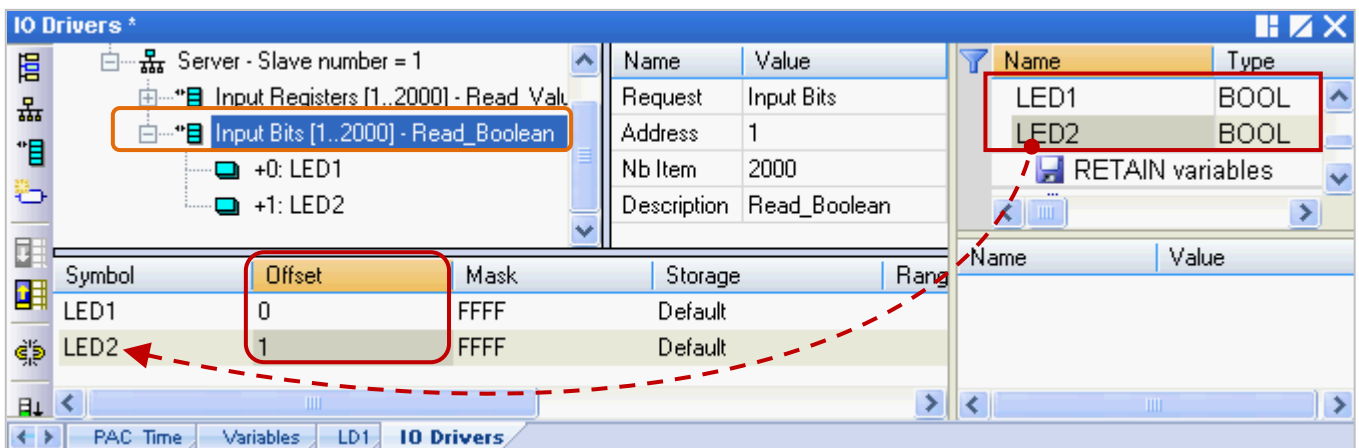 IO Drivers *
Server - Slave number = 1
Input Registers [1..2000] - Read_Valu
Input Bits [1..2000] - Read_Boolean
+0: LED1
+1: LED2
Name Value
Request Input Bits
Address 1
Nb Item 2000
Description Read_Boolean
Name Type
LED1 BOOL
LED2 BOOL
RETAIN variables
Symbol Offset Mask Storage Rang
LED1 0 FFFF Default
LED2 1 FFFF Default
Name Value
PAC Time Variables LD1 IO Drivers